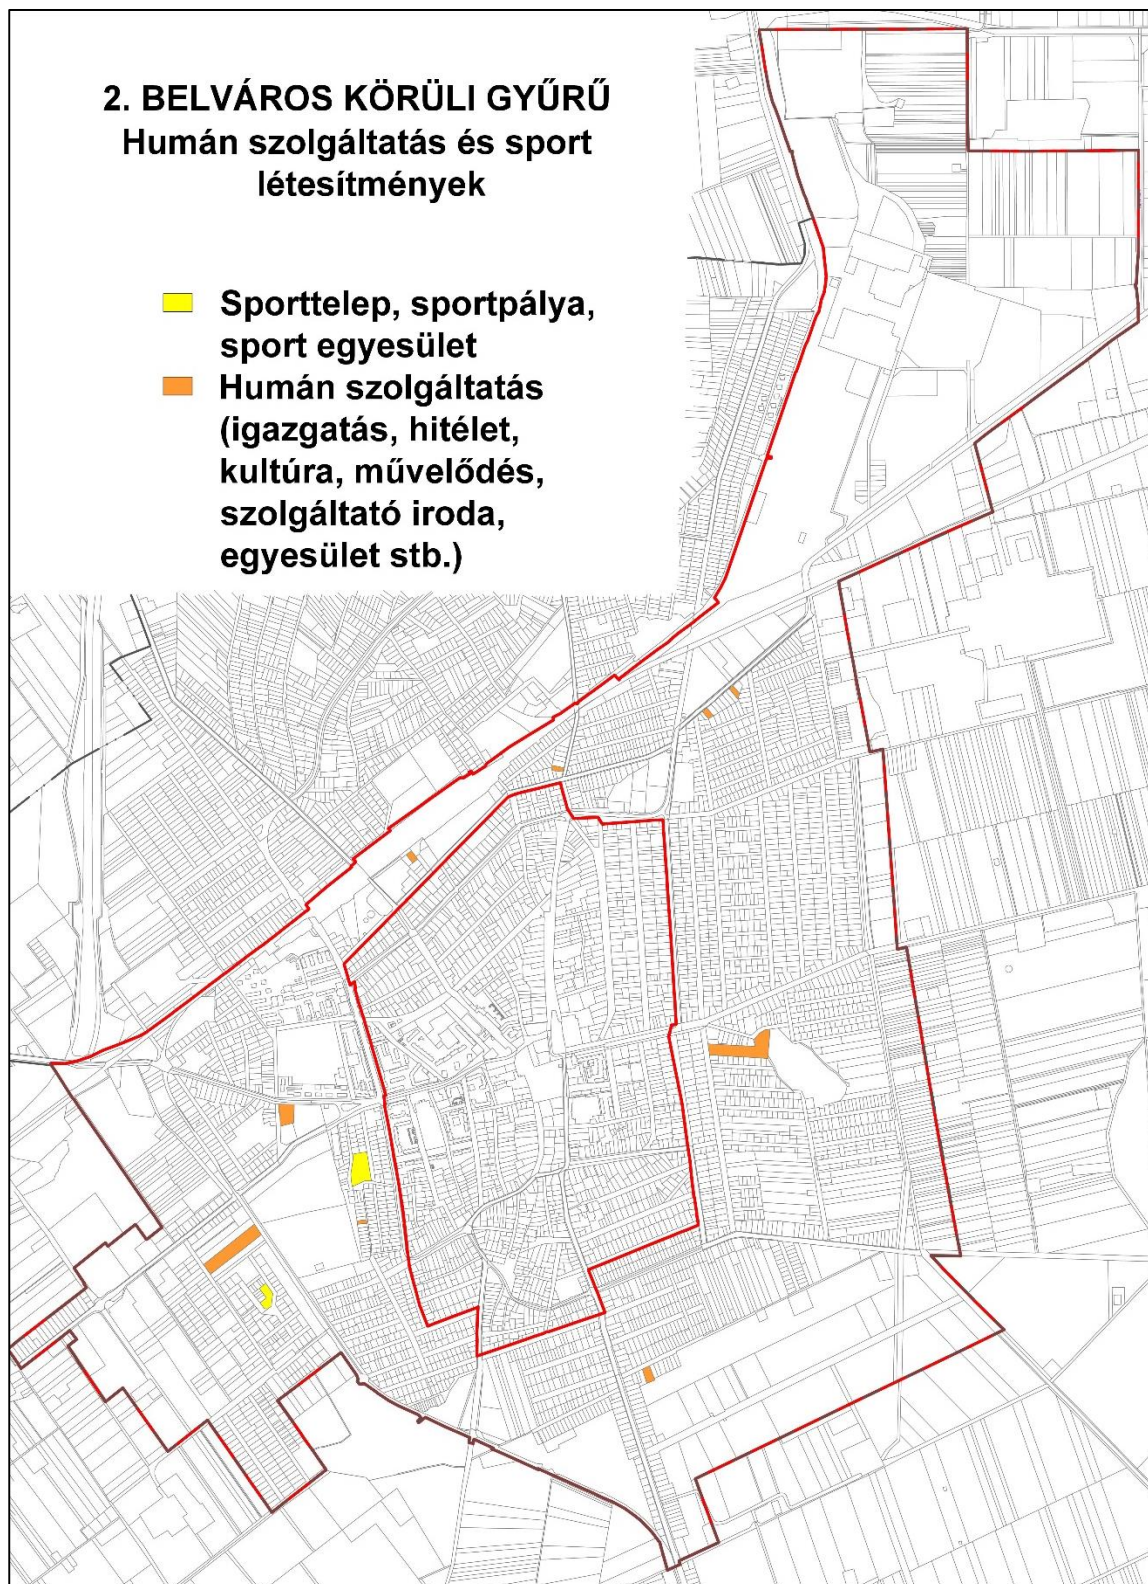 2. BELVÁROS KÖRÜLI GYŰRŰ
Humán szolgáltatás és sport
létesítmények
Sporttelep, sportpálya,
sport egyesület
Humán szolgáltatás
(igazgatás, hitélet,
kultúra, művelődés,
szolgáltató iroda,
egyesület stb.)